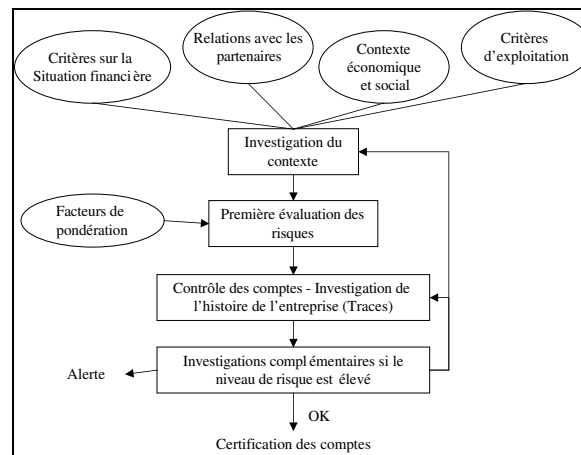 Critères sur la
Situation financière
Relations avec les
partenaires
Contexte
économique
et social
Critères
d'exploitation
Investigation du
contexte
Facteurs de
pondération
Première évaluation des
risques
Contrôle des comptes - Investigation de
l'histoire de l'entreprise (Traces)
Investigations complémentaires si le
niveau de risque est élevé
Alerte
OK
Certification des comptes